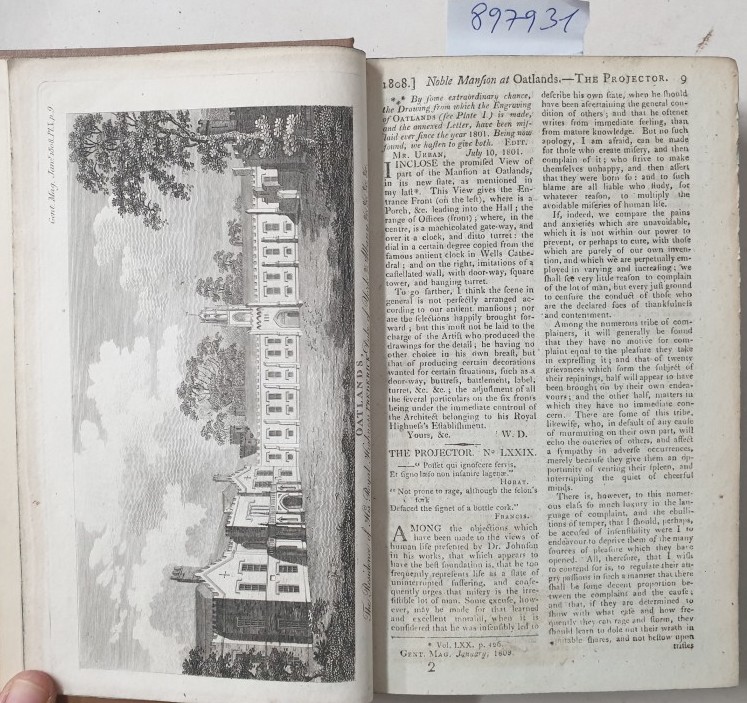 897931
Gent. Mag. Jan. 1808. Pl. I. p. 9.
OATLANDS,
1808.] Noble Manſion at Oatlands.—THE PROJECTOR. 9
*⁎* By ſome extraordinary chance,
the Drawing from which the Engraving
of OATLANDS (ſee Plate I.) is made,
and the annexed Letter, have been miſ-
laid ever ſince the year 1801. Being now
found, we haſten to give both. EDIT.
MR. URBAN, July 10, 1801.
I INCLOSE the promiſed View of
part of the Manſion at Oatlands,
in its new ſtate, as mentioned in
my laſt*. This View gives the En-
trance Front (on the left), where is a
Porch, &c. leading into the Hall; the
range of Offices (front); where, in the
centre, is a machicolated gate-way, and
over it a clock, and ditto turret: the
dial in a certain degree copied from the
famous antient clock in Wells Cathe-
dral; and on the right, imitations of a
caſtellated wall, with door-way, ſquare
tower, and hanging turret.
To go farther, I think the ſcene in
general is not perfectly arranged ac-
cording to our antient manſions; nor
are the ſelections happily brought for-
ward; but this muſt not be laid to the
charge of the Artiſt who produced the
drawings for the detail; he having no
other choice in his own breaſt, but
that of producing certain decorations
wanted for certain ſituations, ſuch as a
door-way, buttreſs, battlement, label,
turret, &c. &c.; the adjuſtment of all
the ſeveral particulars on the ſix fronts
being under the immediate controul of
the Architect belonging to his Royal
Highneſs's Eſtabliſhment.
Yours, &c. W. D.
THE PROJECTOR. No LXXIX.
——“ Poſſet qui ignoſcere ſervis,
Et ſigno læſo non inſanire lagenæ.”
HORAT.
“ Not prone to rage, although the felon's
fork
Defaced the ſignet of a bottle cork.”
FRANCIS.
AMONG the objections which
have been made to the views of
human life preſented by Dr. Johnſon
in his works, that which appears to
have the beſt foundation is, that he too
frequently repreſents life as a ſtate of
uninterrupted ſuffering, and conſe-
quently urges that miſery is the irre-
ſiſtible lot of man. Some excuſe, how-
ever, may be made for that learned
and excellent moraliſt, when it is
conſidered that he was inſenſibly led to
* Vol. LXX. p.
GENT. MAG. January, 1808.
2
deſcribe his own ſtate, when he ſhould
have been aſcertaining the general con-
dition of others; and that he oftener
writes from immediate feeling, than
from mature knowledge. But no ſuch
apology, I am afraid, can be made
for thoſe who create miſery, and then
complain of it; who ſtrive to make
themſelves unhappy, and then aſſert
that they were born ſo: and to ſuch
blame are all liable who ſtudy, for
whatever reaſon, to multiply the
avoidable miſeries of human life.
If, indeed, we compare the pains
and anxieties which are unavoidable,
which it is not within our power to
prevent, or perhaps to cure, with thoſe
which are purely of our own inven-
tion, and which we are perpetually em-
ployed in varying and increaſing; we
ſhall ſee very little reaſon to complain
of the lot of man, but every juſt ground
to cenſure the conduct of thoſe who
are the declared foes of thankfulneſs
and contentment.
Among the numerous tribe of com-
plainers, it will generally be found
that they have no motive for com-
plaint equal to the pleaſure they take
in expreſſing it; and that of twenty
grievances which form the ſubject of
their repinings, half will appear to have
been brought on by their own endea-
vours; and the other half, matters in
which they have no immediate con-
cern. There are ſome of this tribe,
likewiſe, who, in default of any cauſe
of murmuring on their own part, will
echo the outcries of others, and affect
a ſympathy in adverſe occurrences,
merely becauſe they give them an op-
portunity of venting their ſpleen, and
interrupting the quiet of cheerful
minds.
There is, however, to this numer-
ous claſs ſo much luxury in the lan-
guage of complaint, and the ebulli-
tions of temper, that I ſhould, perhaps,
be accuſed of inſenſibility were I to
endeavour to deprive them of the many
ſources of pleaſure which they have
opened. All, therefore, that I wiſh
to contend for is, to regulate their an-
gry paſſions in ſuch a manner that there
ſhall be ſome decent proportion be-
tween the complaint and the cauſe;
and that, if they are determined to
ſhow with what eaſe and how fre-
quently they can rage and ſtorm, they
ſhould learn to dole out their wrath in
equitable ſhares, and not bellow upon
trifles